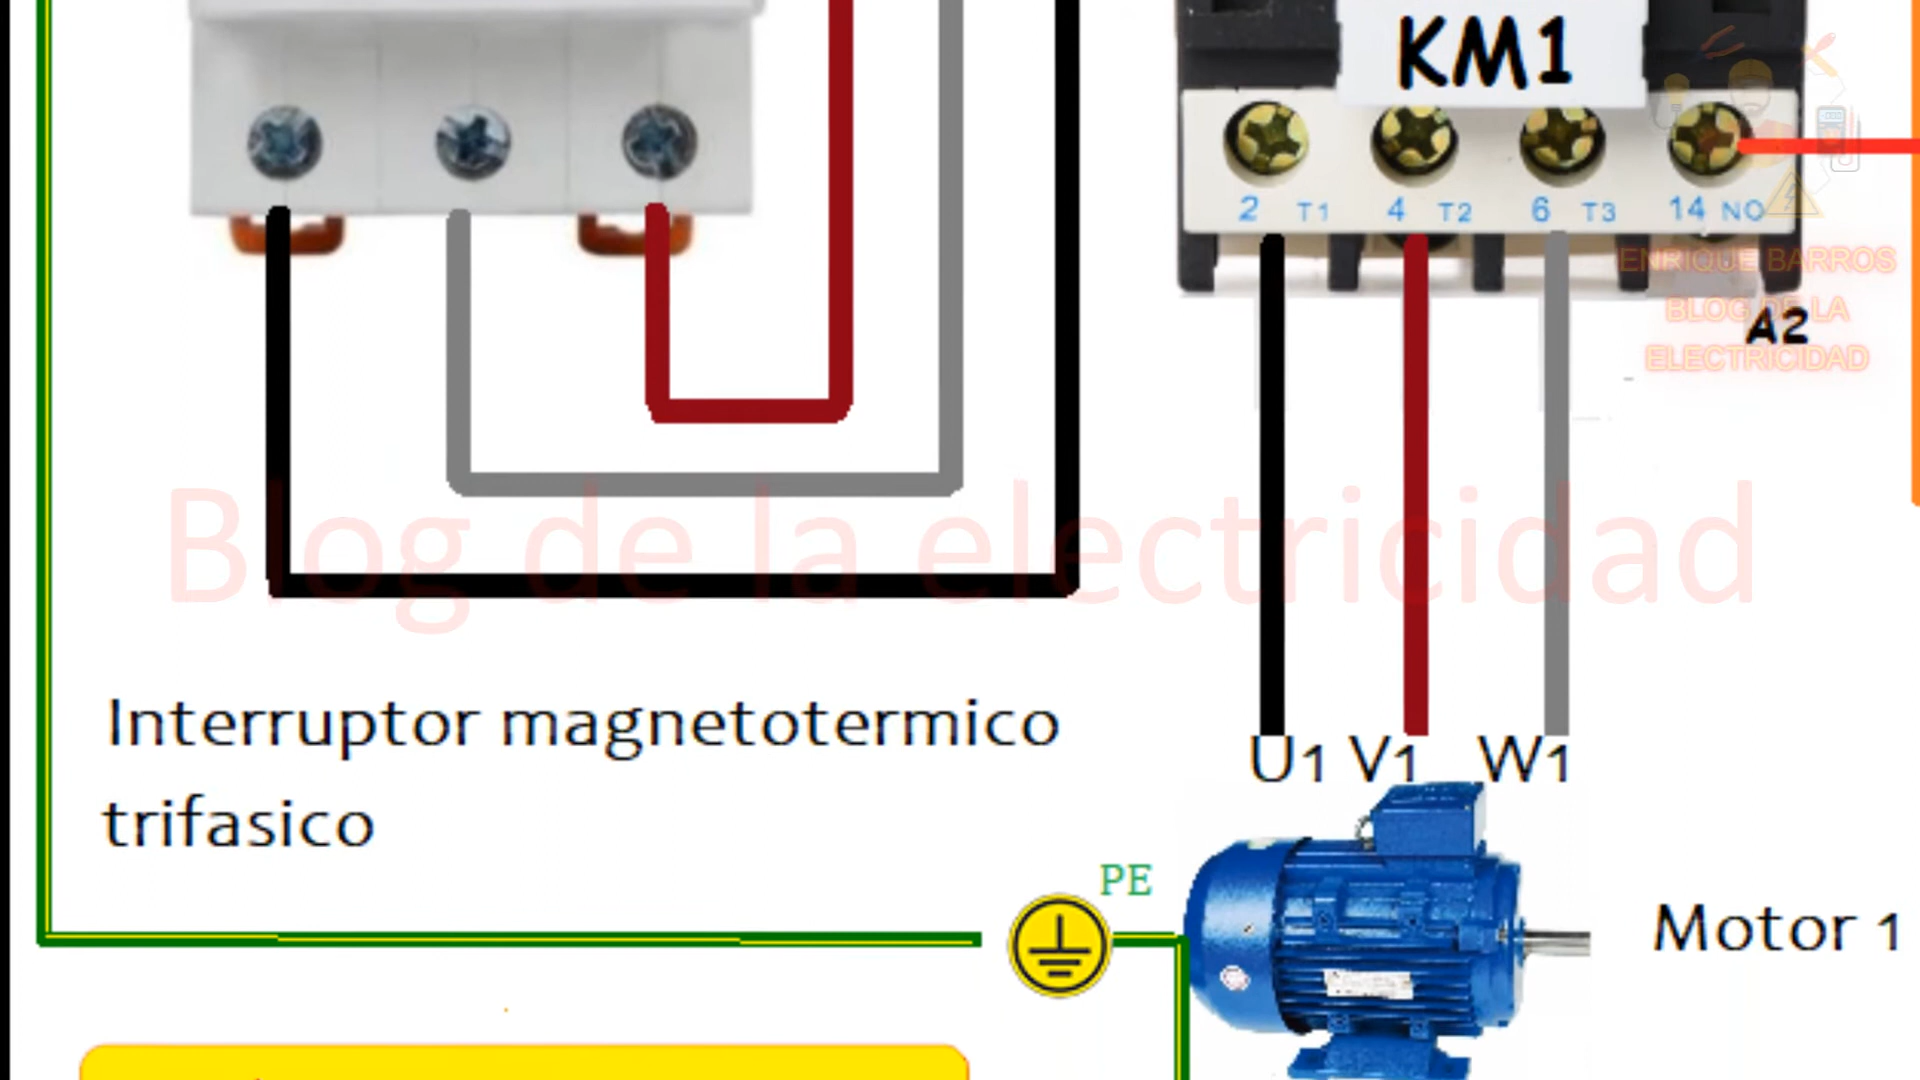 KM1
2 T1 4 T2 6 T3 14 NO
ENRIQUE BARROS
BLOG DE LA
ELECTRICIDAD
A2
Blog de la electricidad
Interruptor magnetotermico
trifasico
U1 V1 W1
PE
Motor 1